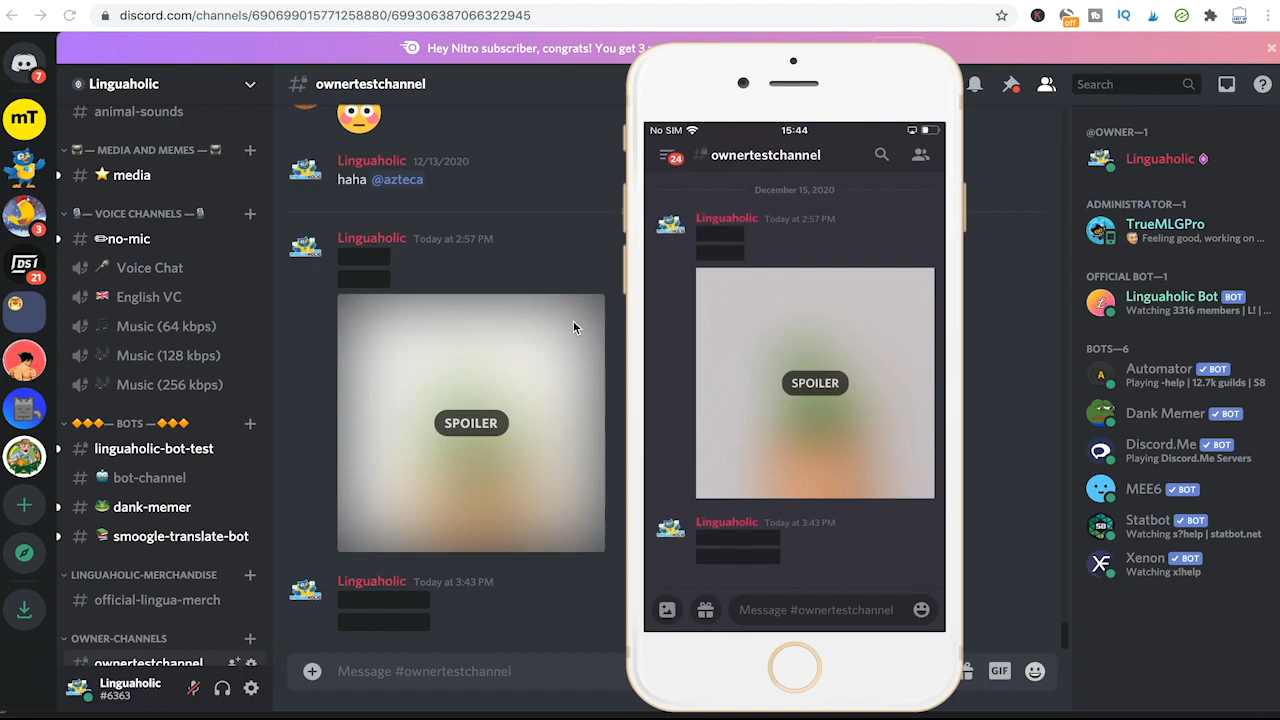 discord.com/channels/690699015771258880/699306387066322945
off
IQ
Hey Nitro subscriber, congrats! You get 3
7
mT
3
DSI
21
Linguaholic
animal-sounds
— MEDIA AND MEMES —
media
— VOICE CHANNELS —
no-mic
Voice Chat
English VC
Music (64 kbps)
Music (128 kbps)
Music (256 kbps)
— BOTS —
linguaholic-bot-test
bot-channel
dank-memer
smoogle-translate-bot
LINGUAHOLIC-MERCHANDISE
official-lingua-merch
OWNER-CHANNELS
ownertestchannel
Linguaholic
#6363
ownertestchannel
Linguaholic 12/13/2020
haha @azteca
Linguaholic Today at 2:57 PM
SPOILER
Linguaholic Today at 3:43 PM
Message #ownertestchannel
GIF
No SIM
15:44
24
ownertestchannel
December 15, 2020
Linguaholic Today at 2:57 PM
SPOILER
Linguaholic Today at 3:43 PM
Message #ownertestchannel
Search
@OWNER—1
Linguaholic
ADMINISTRATOR—1
TrueMLGPro
Feeling good, working on ...
OFFICIAL BOT—1
Linguaholic Bot BOT
Watching 3316 members | L! | ...
BOTS—6
Automator BOT
Playing -help | 12.7k guilds | S8
Dank Memer BOT
Discord.Me BOT
Playing Discord.Me Servers
MEE6 BOT
Statbot BOT
Watching s?help | statbot.net
Xenon BOT
Watching x!help